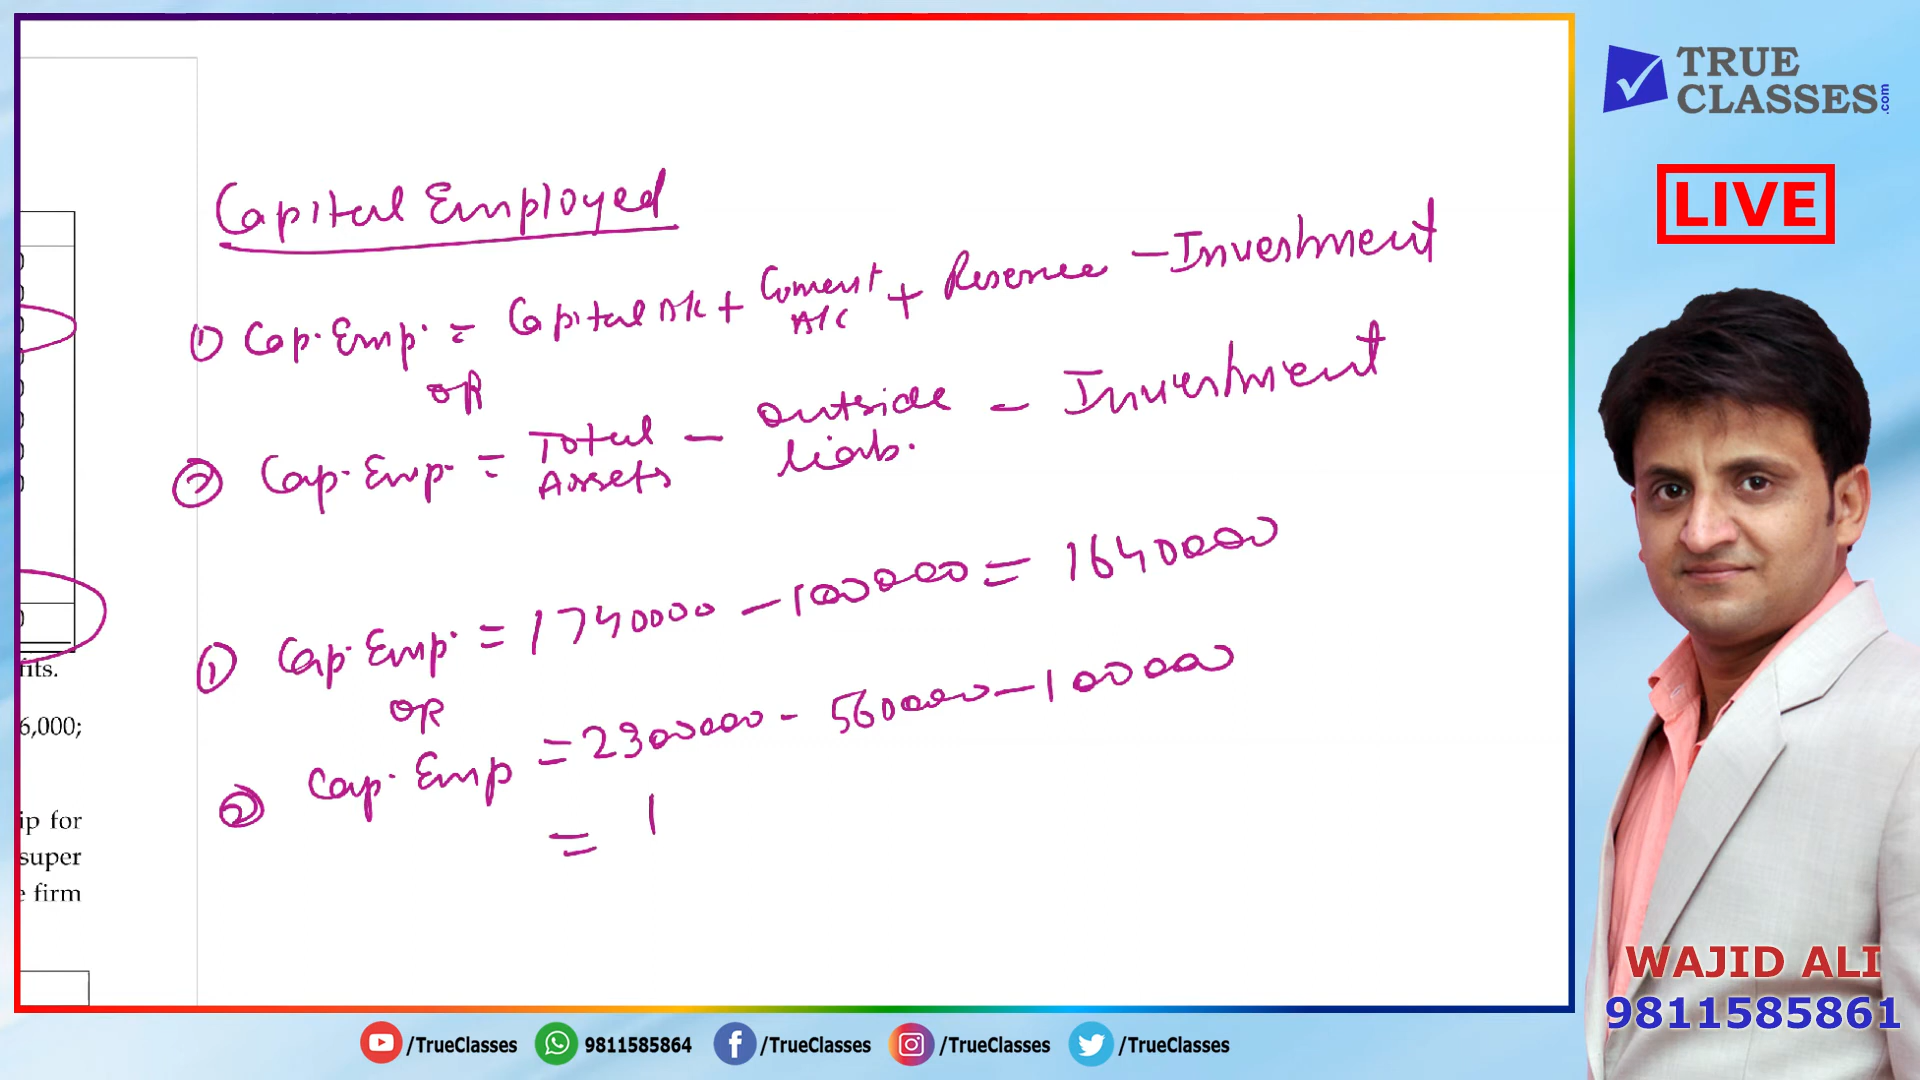 Capital Employed
① Cap. Emp. = Capital A/c + Current A/c + Reserve - Investment
OR
② Cap. Emp. = Total Assets - Outside Liab. - Investment
① Cap. Emp. = 1740000 - 100000 = 1640000
OR
② Cap. Emp = 2300000 - 560000 - 100000
= 1
fits.
6,000;
ip for
super
e firm
TRUE
CLASSES.com
LIVE
WAJID ALI
9811585861
/TrueClasses 9811585864 /TrueClasses /TrueClasses /TrueClasses